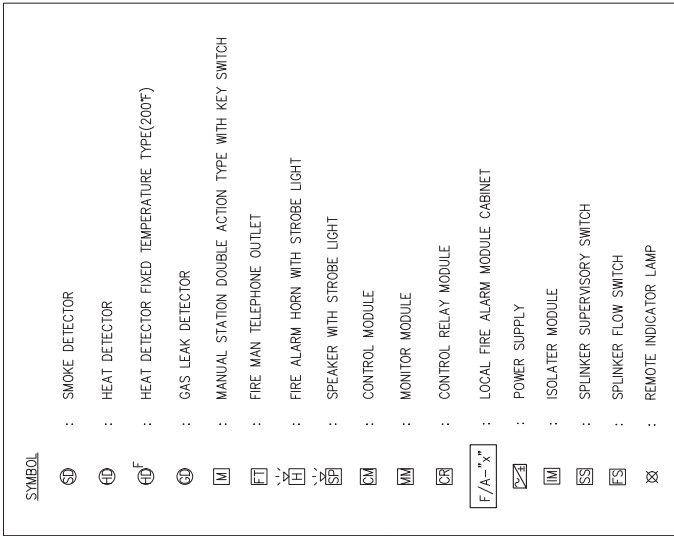 SYMBOL
SD : SMOKE DETECTOR
HD : HEAT DETECTOR
HD F : HEAT DETECTOR FIXED TEMPERATURE TYPE(200°F)
GD : GAS LEAK DETECTOR
M : MANUAL STATION DOUBLE ACTION TYPE WITH KEY SWITCH
FT : FIRE MAN TELEPHONE OUTLET
H : FIRE ALARM HORN WITH STROBE LIGHT
SP : SPEAKER WITH STROBE LIGHT
CM : CONTROL MODULE
MM : MONITOR MODULE
CR : CONTROL RELAY MODULE
F/A-"x" : LOCAL FIRE ALARM MODULE CABINET
: POWER SUPPLY
IM : ISOLATER MODULE
SS : SPLINKER SUPERVISORY SWITCH
FS : SPLINKER FLOW SWITCH
: REMOTE INDICATOR LAMP